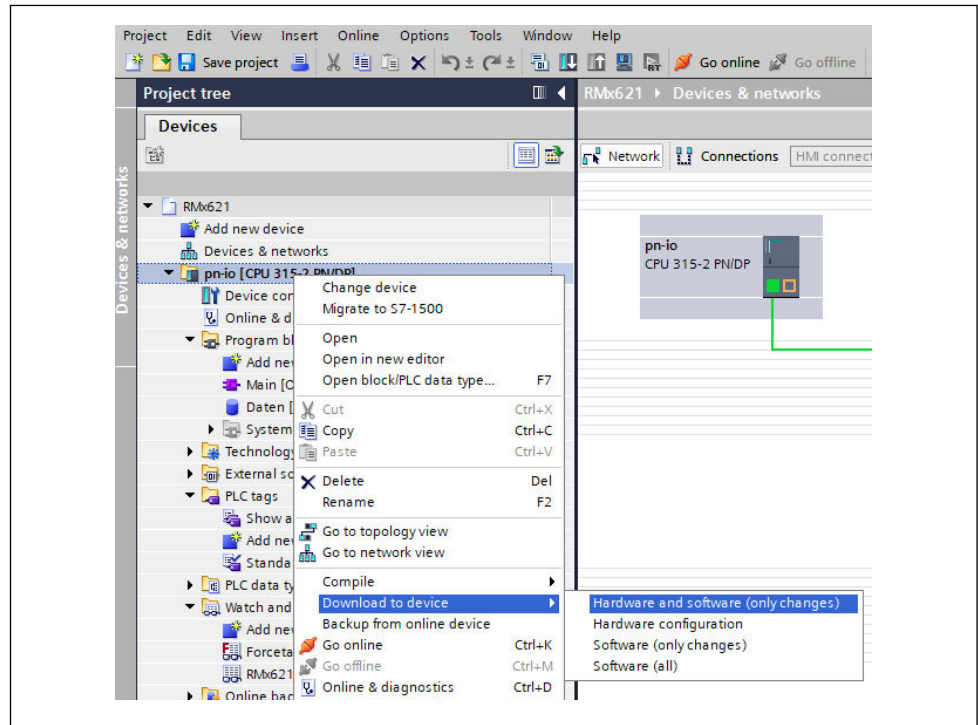 Project Edit View Insert Online Options Tools Window Help
Save project Go online Go offline
Project tree
RMx621 Devices & networks
Devices
Network Connections HMI connect
Devices & networks
RMx621
Add new device
Devices & networks
pn-io [CPU 315-2 PN/DP]
Device con
Online & d
Program bl
Add nev
Main [O
Daten [
System
Technology
External sc
PLC tags
Show a
Add nev
Standa
PLC data ty
Watch and
Add nev
Forceta
RMx621
Online bac
Change device
Migrate to S7-1500
Open
Open in new editor
Open block/PLC data type... F7
Cut Ctrl+X
Copy Ctrl+C
Paste Ctrl+V
Delete Del
Rename F2
Go to topology view
Go to network view
Compile
Download to device
Backup from online device
Go online Ctrl+K
Go offline Ctrl+M
Online & diagnostics Ctrl+D
Hardware and software (only changes)
Hardware configuration
Software (only changes)
Software (all)
pn-io
CPU 315-2 PN/DP